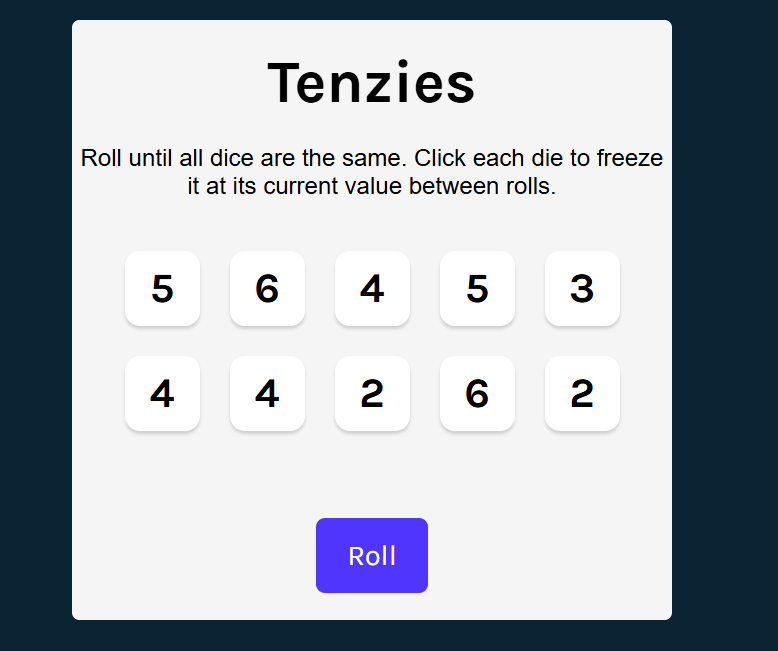 Tenzies
Roll until all dice are the same. Click each die to freeze
it at its current value between rolls.
5 6 4 5 3
4 4 2 6 2
Roll